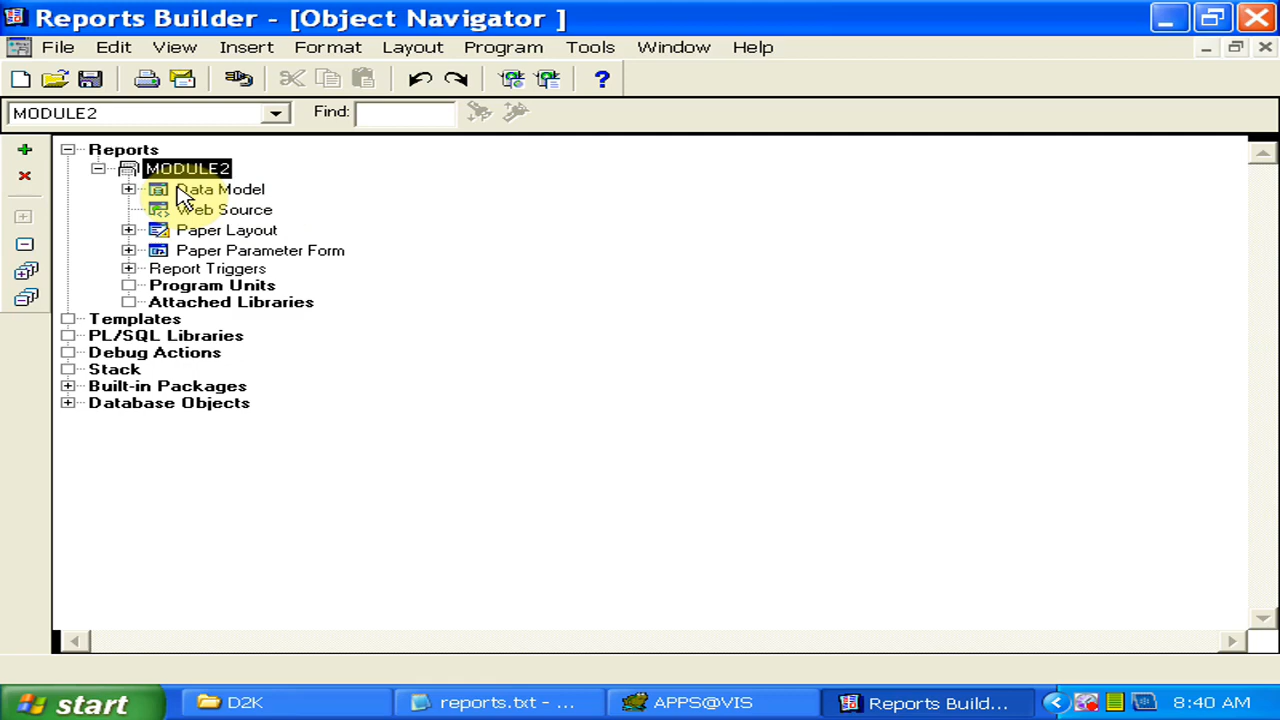 Reports Builder - [Object Navigator ]
File Edit View Insert Format Layout Program Tools Window Help
MODULE2 Find:
Reports
MODULE2
Data Model
Web Source
Paper Layout
Paper Parameter Form
Report Triggers
Program Units
Attached Libraries
Templates
PL/SQL Libraries
Debug Actions
Stack
Built-in Packages
Database Objects
start D2K reports.txt - ... APPS@VIS Reports Build... 8:40 AM